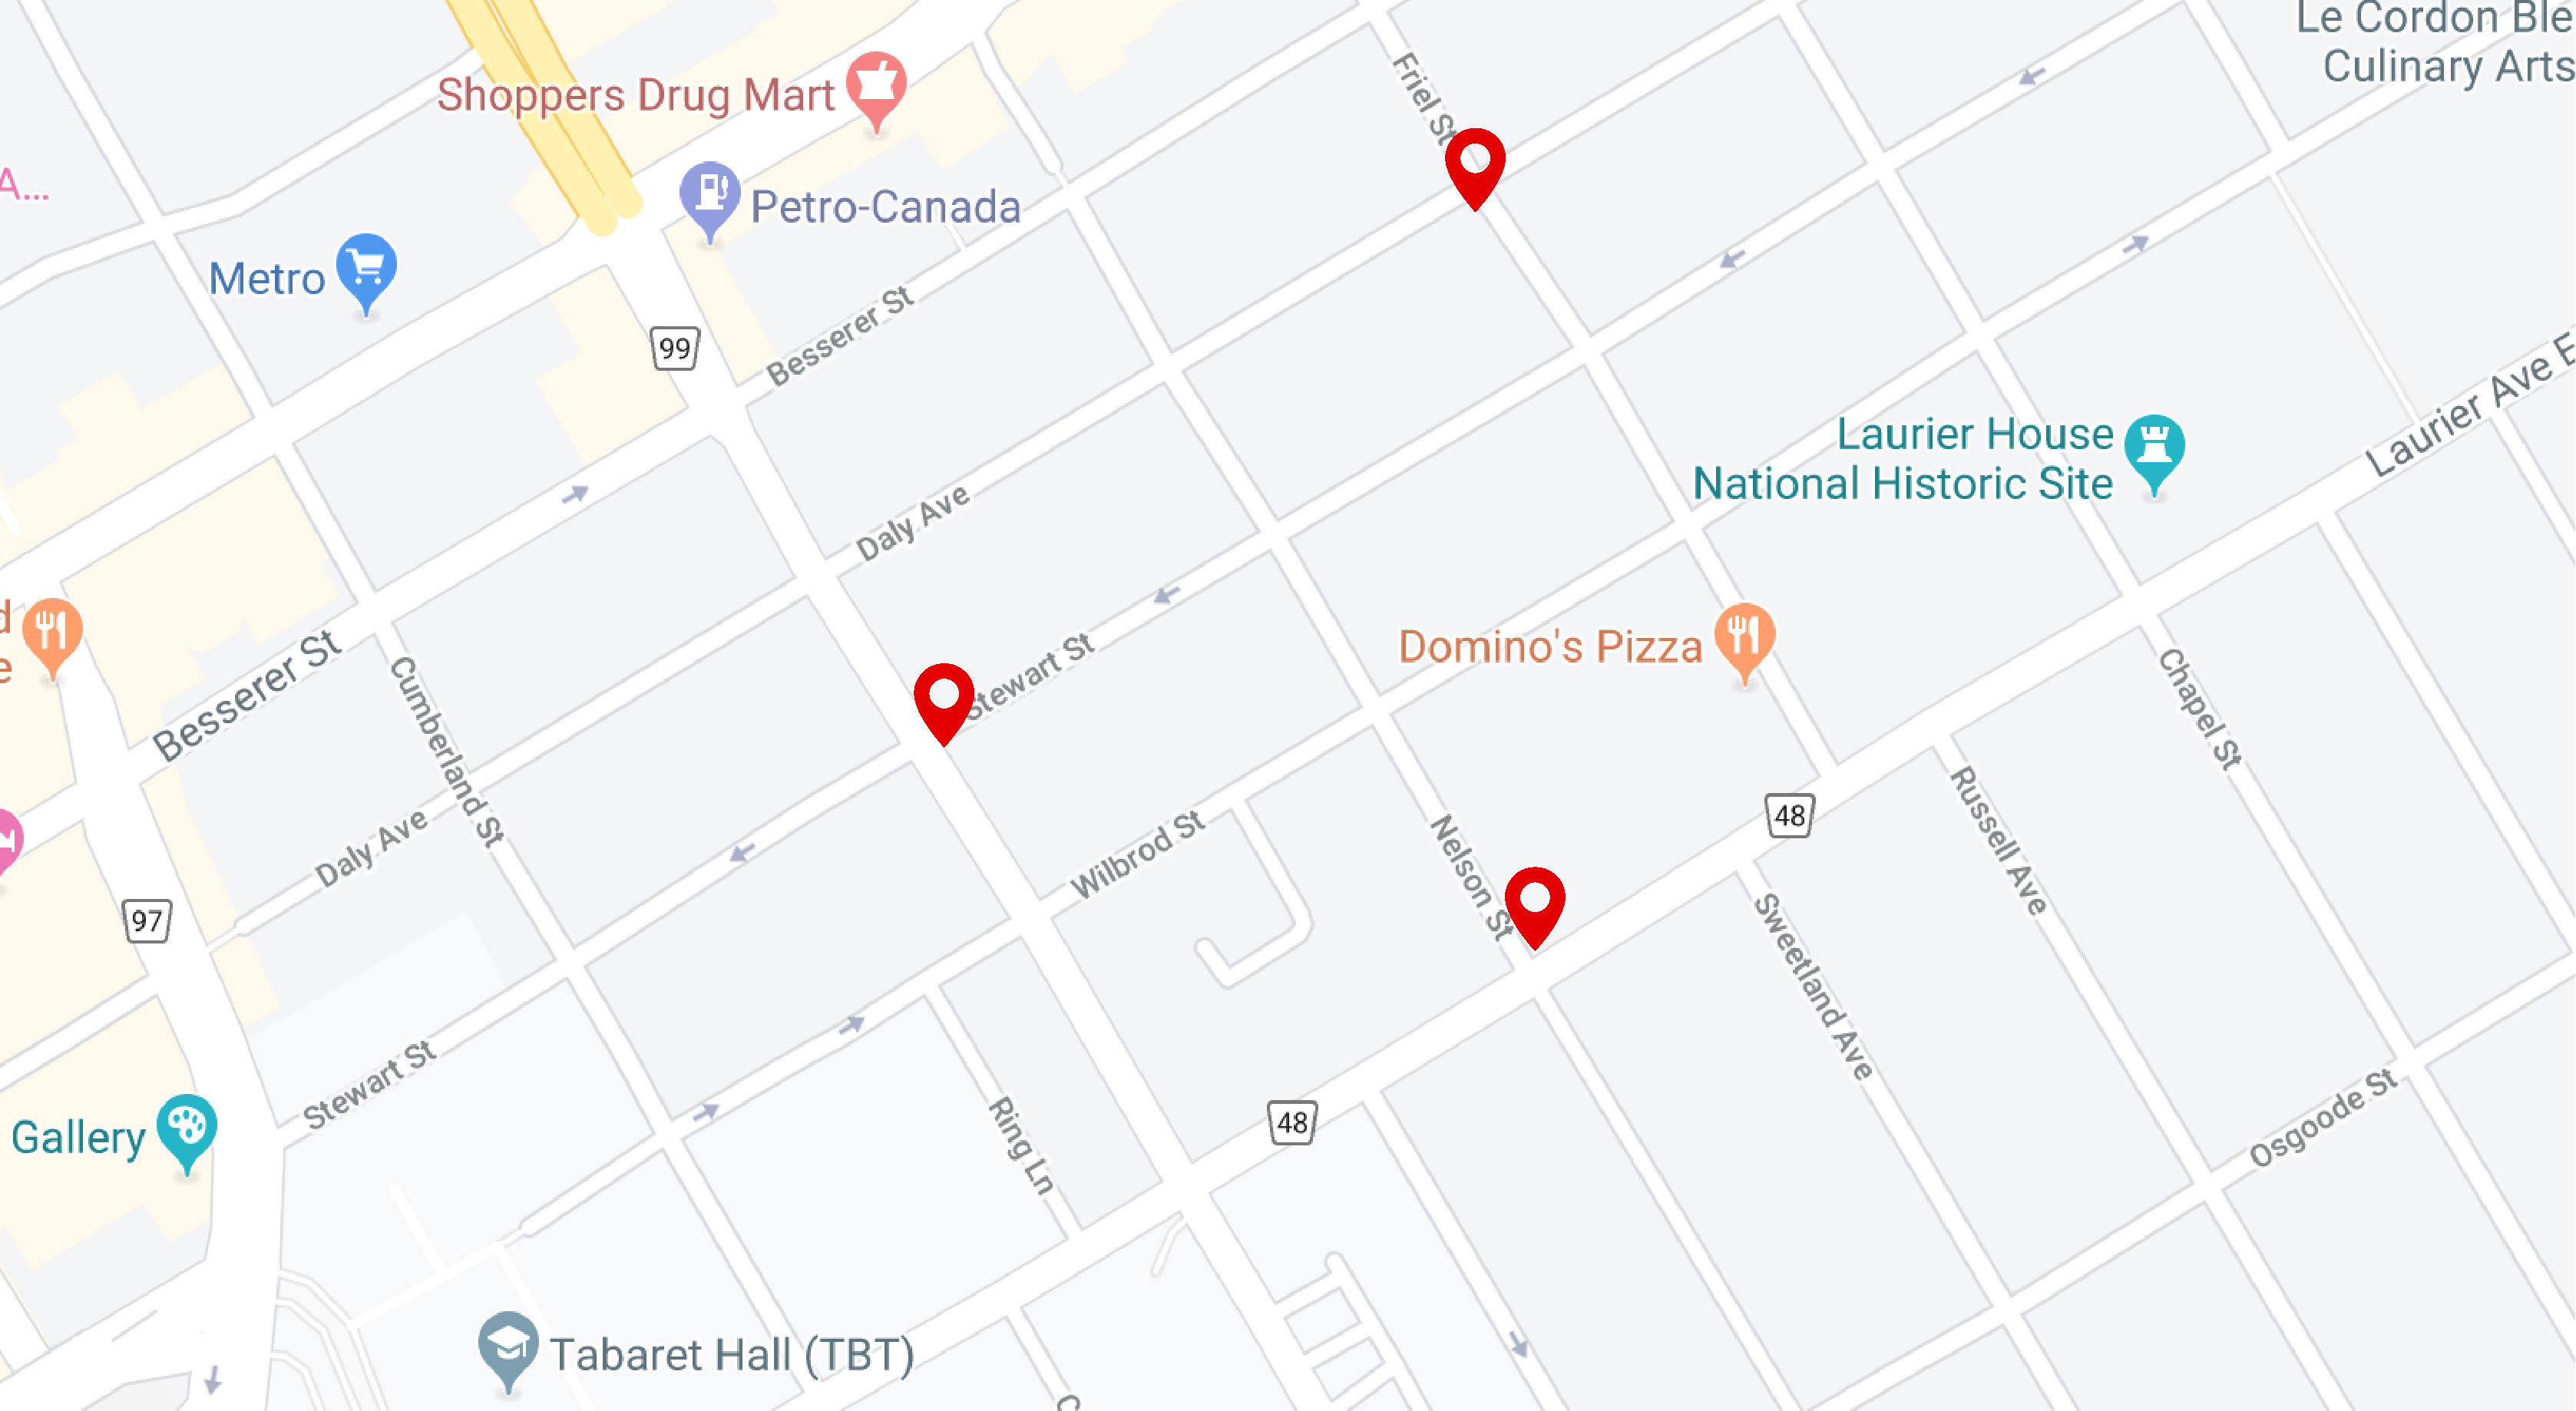 Le Cordon Ble
Culinary Arts
Friel St
Shoppers Drug Mart
A...
Petro-Canada
Metro
99
Besserer St
Laurier Ave E
Laurier House
National Historic Site
Daly Ave
d
e
Domino's Pizza
Stewart St
Besserer St
Cumberland St
Chapel St
48
Russell Ave
Wilbrod St
Nelson St
Daly Ave
97
Sweetland Ave
Stewart St
48
Ring Ln
Osgoode St
Gallery
Tabaret Hall (TBT)
C